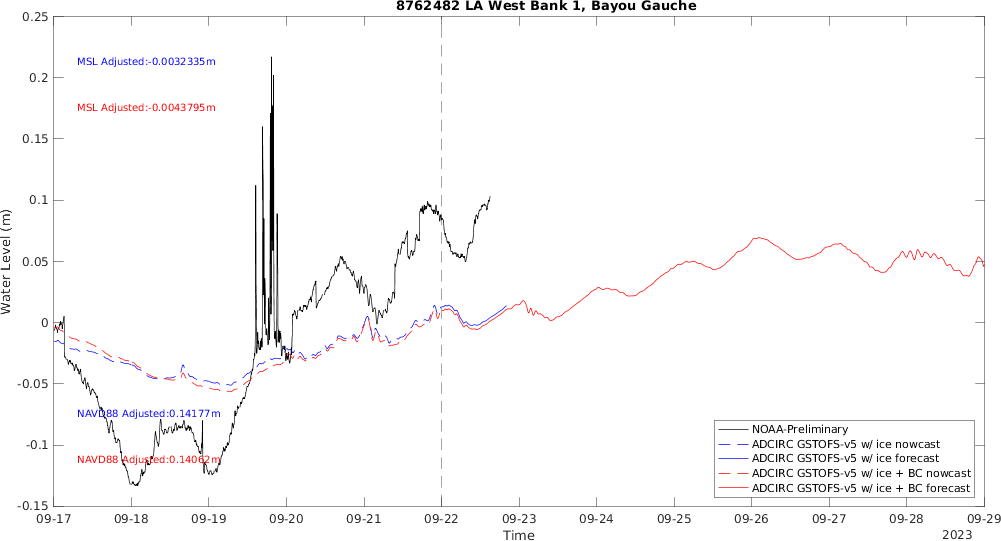 8762482 LA West Bank 1, Bayou Gauche
0.25
0.2
0.15
0.1
0.05
0
-0.05
-0.1
-0.15
Water Level (m)
MSL Adjusted:-0.0032335m
MSL Adjusted:-0.0043795m
NAVD88 Adjusted:0.14177m
NAVD88 Adjusted:0.14062m
NOAA-Preliminary
ADCIRC GSTOFS-v5 w/ ice nowcast
ADCIRC GSTOFS-v5 w/ ice forecast
ADCIRC GSTOFS-v5 w/ ice + BC nowcast
ADCIRC GSTOFS-v5 w/ ice + BC forecast
09-17 09-18 09-19 09-20 09-21 09-22 09-23 09-24 09-25 09-26 09-27 09-28 09-29
Time
2023